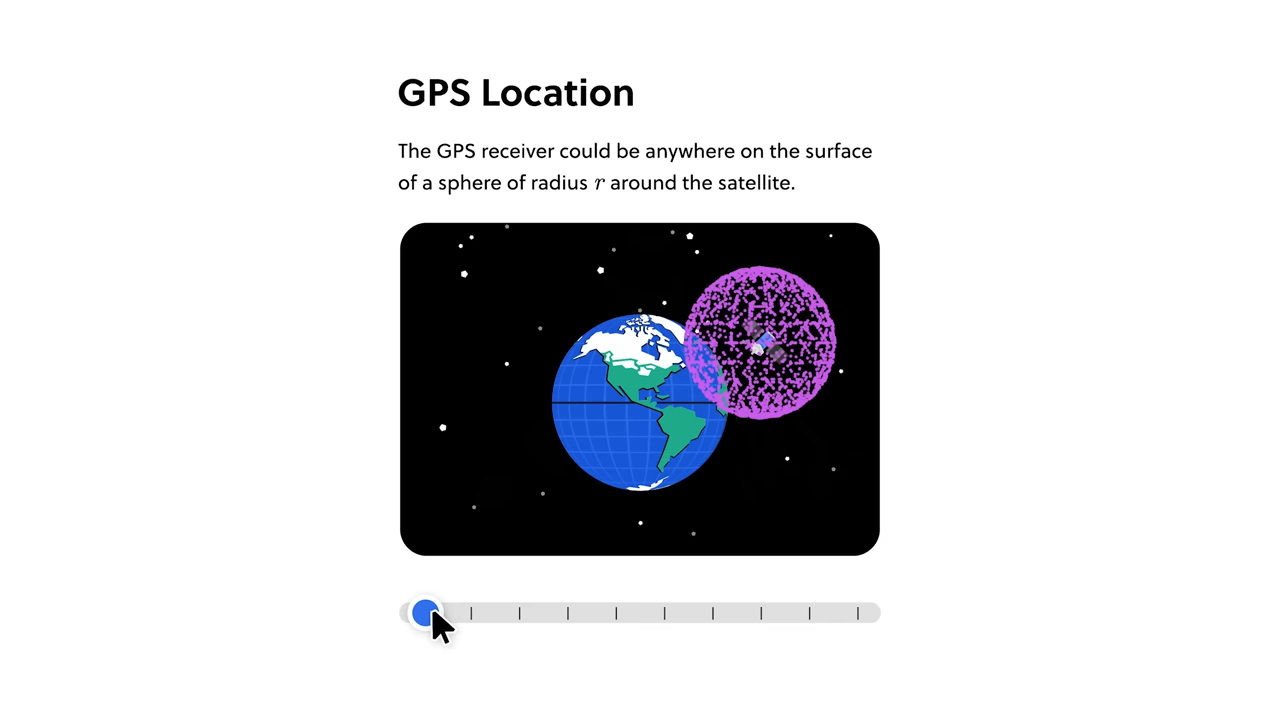 GPS Location
The GPS receiver could be anywhere on the surface
of a sphere of radius r around the satellite.